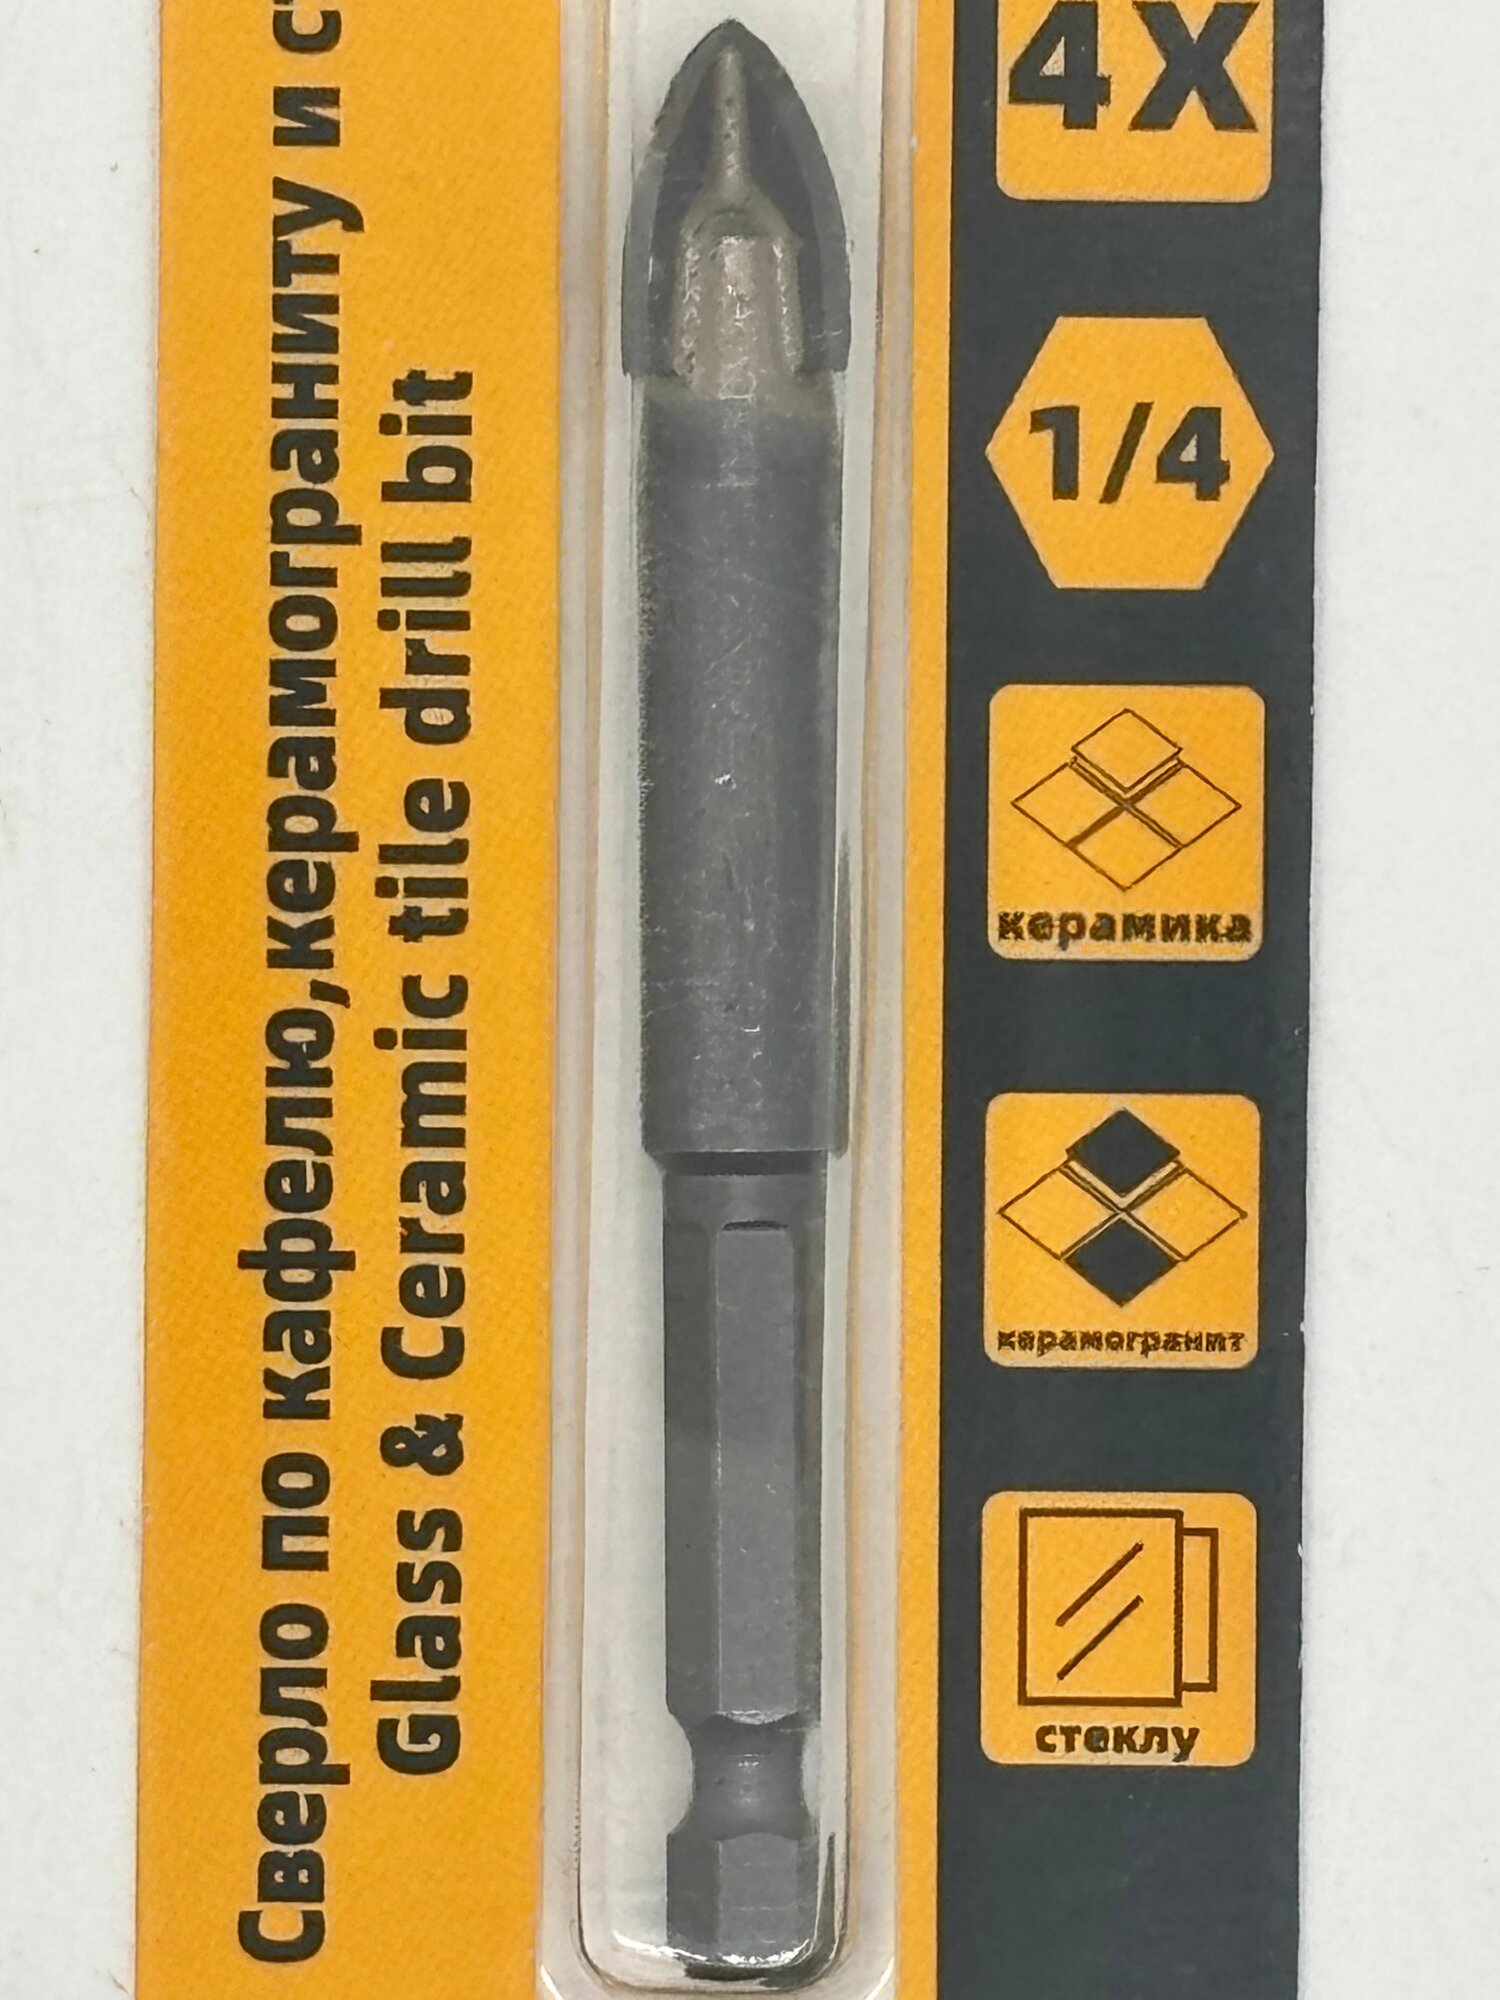 Сверло по кафелю,керамограниту и
Glass & Ceramic tile drill bit
4X
1/4
керамика
керамогранит
стеклу